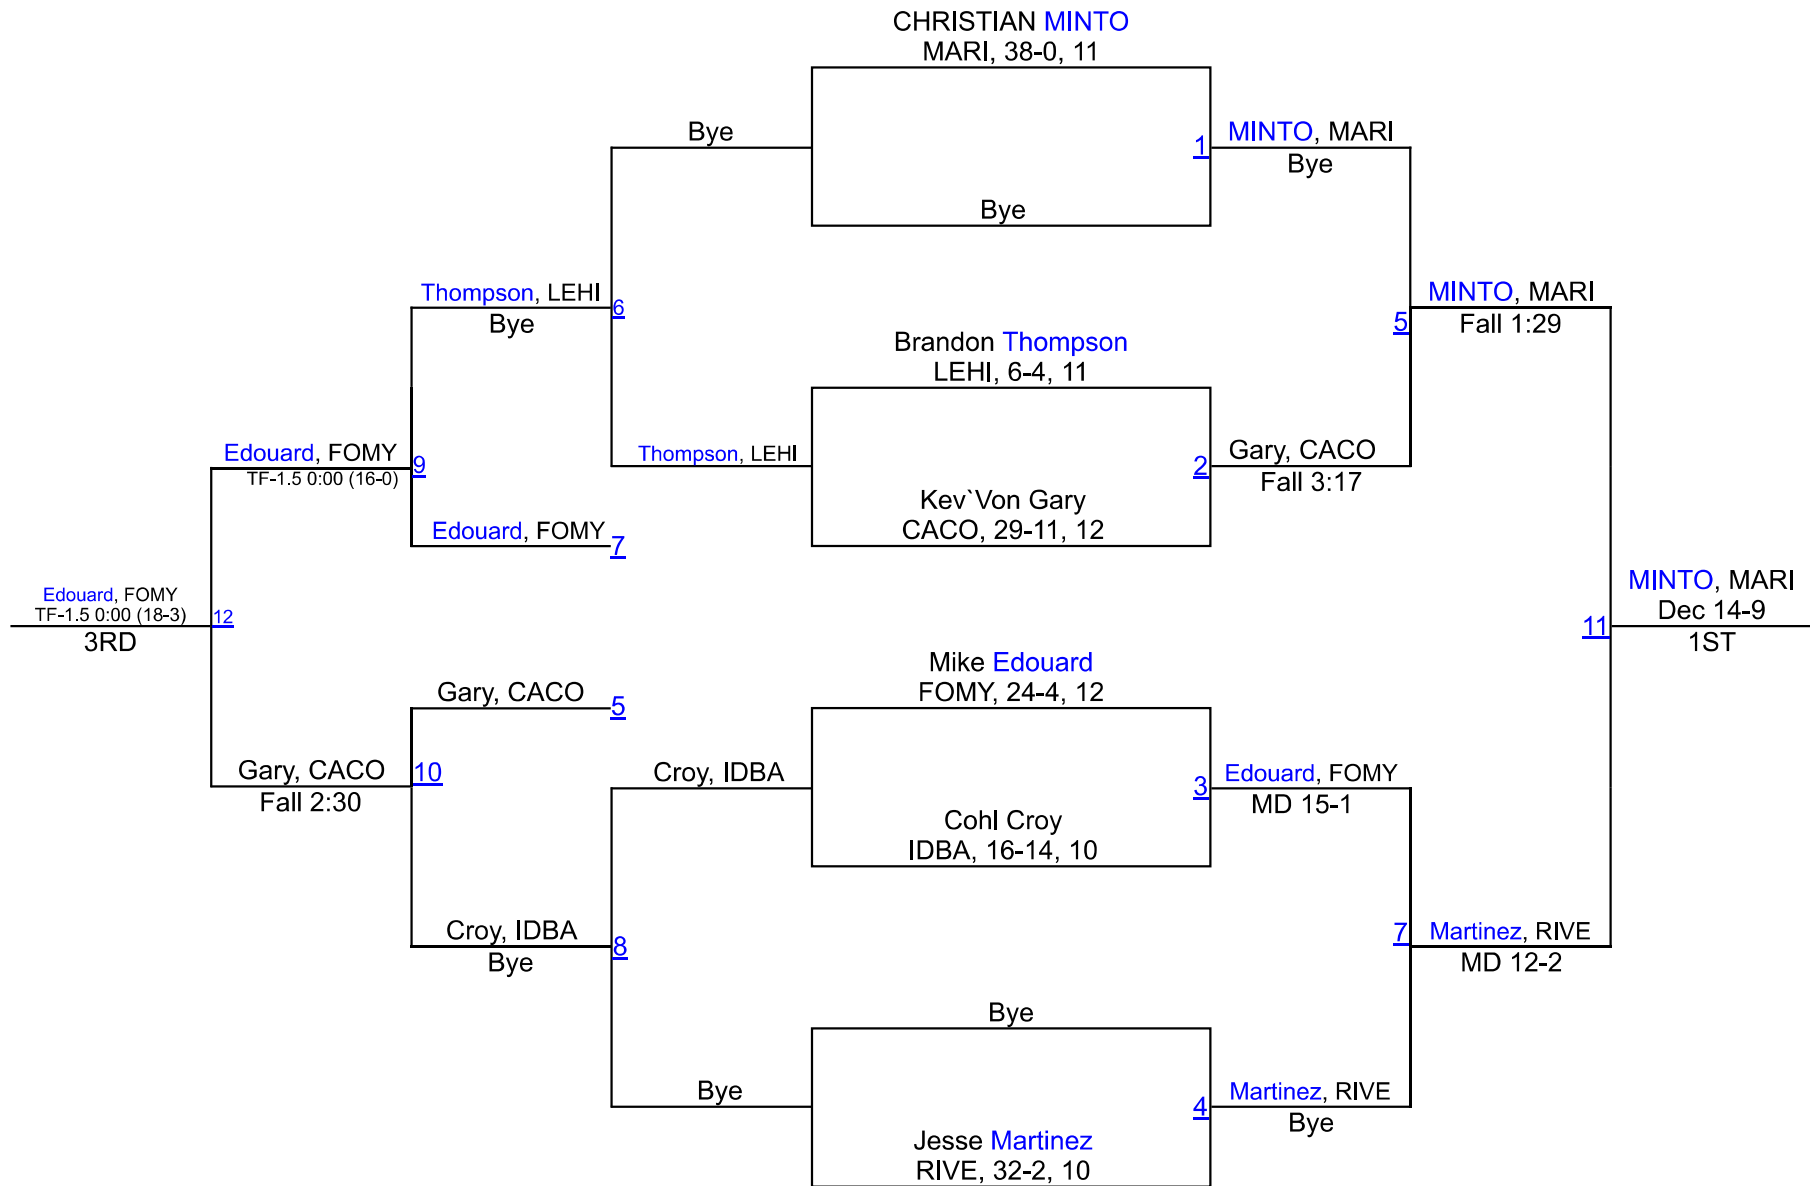 CHRISTIAN MINTO
MARI, 38-0, 11
Bye
1
MINTO, MARI
Bye
Bye
Thompson, LEHI
Bye
6
MINTO, MARI
Fall 1:29
5
Brandon Thompson
LEHI, 6-4, 11
Edouard, FOMY
TF-1.5 0:00 (16-0)
9
Thompson, LEHI
2
Gary, CACO
Fall 3:17
Kev`Von Gary
CACO, 29-11, 12
Edouard, FOMY
7
Edouard, FOMY
TF-1.5 0:00 (18-3)
12
3RD
MINTO, MARI
Dec 14-9
11
1ST
Mike Edouard
FOMY, 24-4, 12
Gary, CACO
5
Gary, CACO
Fall 2:30
10
Croy, IDBA
3
Edouard, FOMY
MD 15-1
Cohl Croy
IDBA, 16-14, 10
Croy, IDBA
Bye
8
7
Martinez, RIVE
MD 12-2
Bye
Bye
4
Martinez, RIVE
Bye
Jesse Martinez
RIVE, 32-2, 10